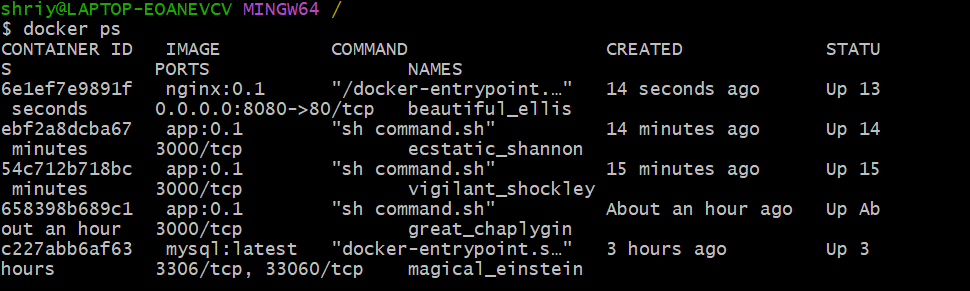 shriy@LAPTOP-EOANEVCV MINGW64 /
$ docker ps
CONTAINER ID   IMAGE          COMMAND                  CREATED             STATU
S             PORTS                   NAMES
6e1ef7e9891f   nginx:0.1      "/docker-entrypoint.…"   14 seconds ago      Up 13
 seconds      0.0.0.0:8080->80/tcp   beautiful_ellis
ebf2a8dcba67   app:0.1        "sh command.sh"          14 minutes ago      Up 14
 minutes      3000/tcp               ecstatic_shannon
54c712b718bc   app:0.1        "sh command.sh"          15 minutes ago      Up 15
 minutes      3000/tcp               vigilant_shockley
658398b689c1   app:0.1        "sh command.sh"          About an hour ago   Up Ab
out an hour   3000/tcp               great_chaplygin
c227abb6af63   mysql:latest   "docker-entrypoint.s…"   3 hours ago         Up 3
hours         3306/tcp, 33060/tcp    magical_einstein